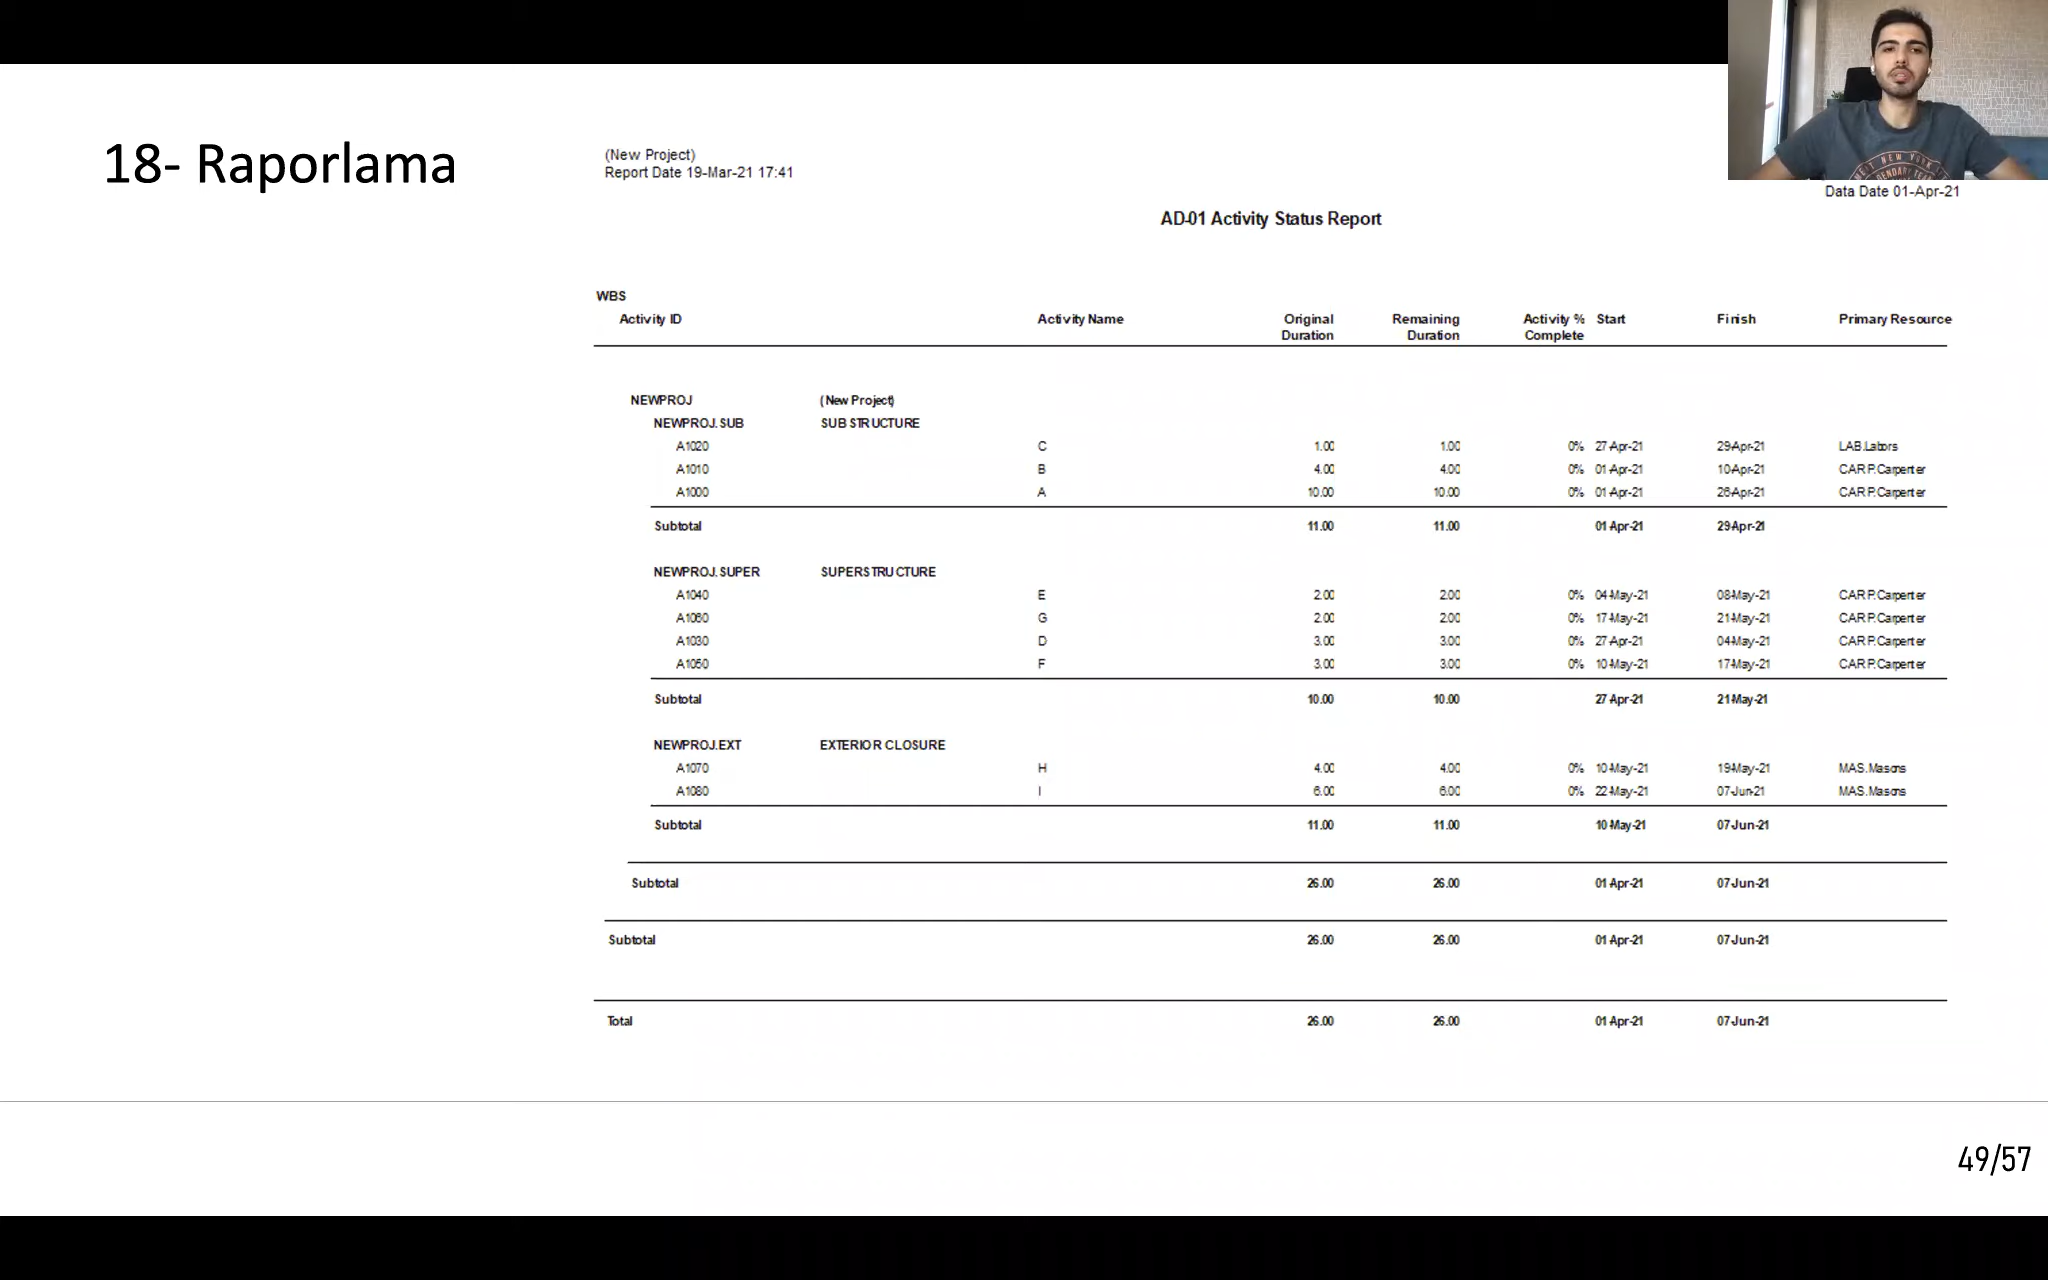 18- Raporlama
(New Project)
Report Date 19-Mar-21 17:41
Data Date 01-Apr-21
AD-01 Activity Status Report
WBS
Activity ID Activity Name Original Duration Remaining Duration Activity % Complete Start Finish Primary Resource
NEWPROJ (New Project)
NEWPROJ.SUB SUBSTRUCTURE
A1020 C 1.00 1.00 0% 27-Apr-21 29-Apr-21 LAB.Labors
A1010 B 4.00 4.00 0% 01-Apr-21 10-Apr-21 CARP.Carpenter
A1000 A 10.00 10.00 0% 01-Apr-21 26-Apr-21 CARP.Carpenter
Subtotal 11.00 11.00 01-Apr-21 29-Apr-21
NEWPROJ.SUPER SUPERSTRUCTURE
A1040 E 2.00 2.00 0% 04-May-21 08-May-21 CARP.Carpenter
A1060 G 2.00 2.00 0% 17-May-21 21-May-21 CARP.Carpenter
A1030 D 3.00 3.00 0% 27-Apr-21 04-May-21 CARP.Carpenter
A1050 F 3.00 3.00 0% 10-May-21 17-May-21 CARP.Carpenter
Subtotal 10.00 10.00 27-Apr-21 21-May-21
NEWPROJ.EXT EXTERIOR CLOSURE
A1070 H 4.00 4.00 0% 10-May-21 19-May-21 MAS.Masons
A1080 I 6.00 6.00 0% 22-May-21 07-Jun-21 MAS.Masons
Subtotal 11.00 11.00 10-May-21 07-Jun-21
Subtotal 26.00 26.00 01-Apr-21 07-Jun-21
Subtotal 26.00 26.00 01-Apr-21 07-Jun-21
Total 26.00 26.00 01-Apr-21 07-Jun-21
49/57
NEW YORK